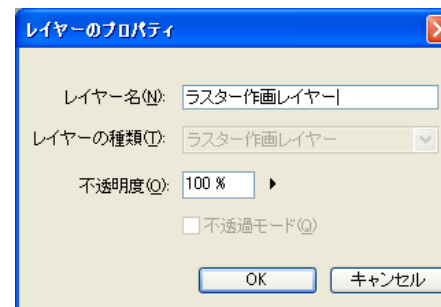 レイヤーのプロパティ
レイヤー名(N): ラスター作画レイヤー
レイヤーの種類(T): ラスター作画レイヤー
不透明度(O): 100 %
不透過モード(Q)
OK キャンセル